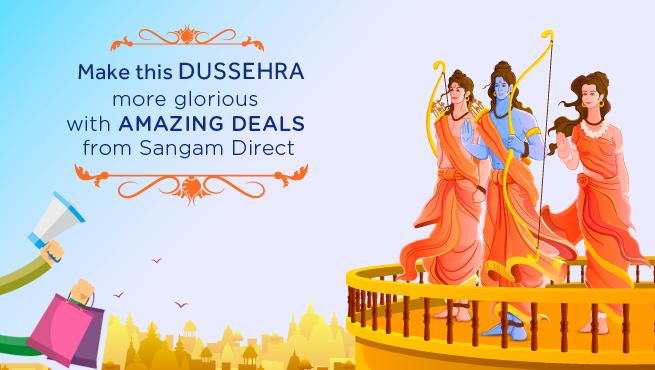 Make this DUSSEHRA
more glorious
with AMAZING DEALS
from Sangam Direct